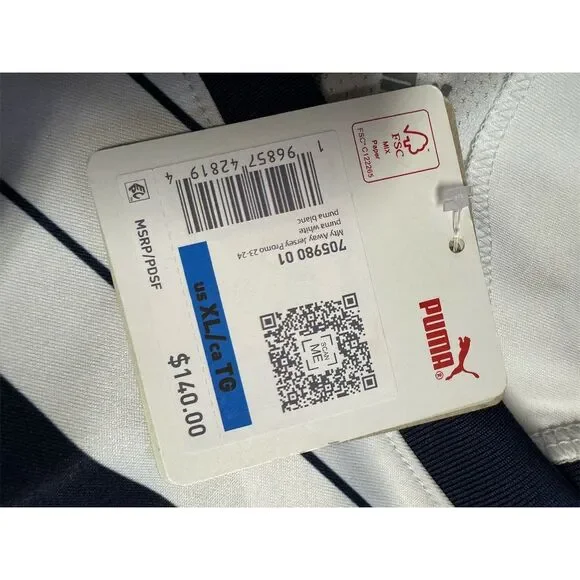 PUMA®
FSC
MIX
Paper
FSC-C122265
705980 01
Mty Away Jersey Promo 23-24
puma white
puma blanc
1 96857 42819 4
SCAN
ME
us XL/ca TG
MSRP/PDSF
$140.00